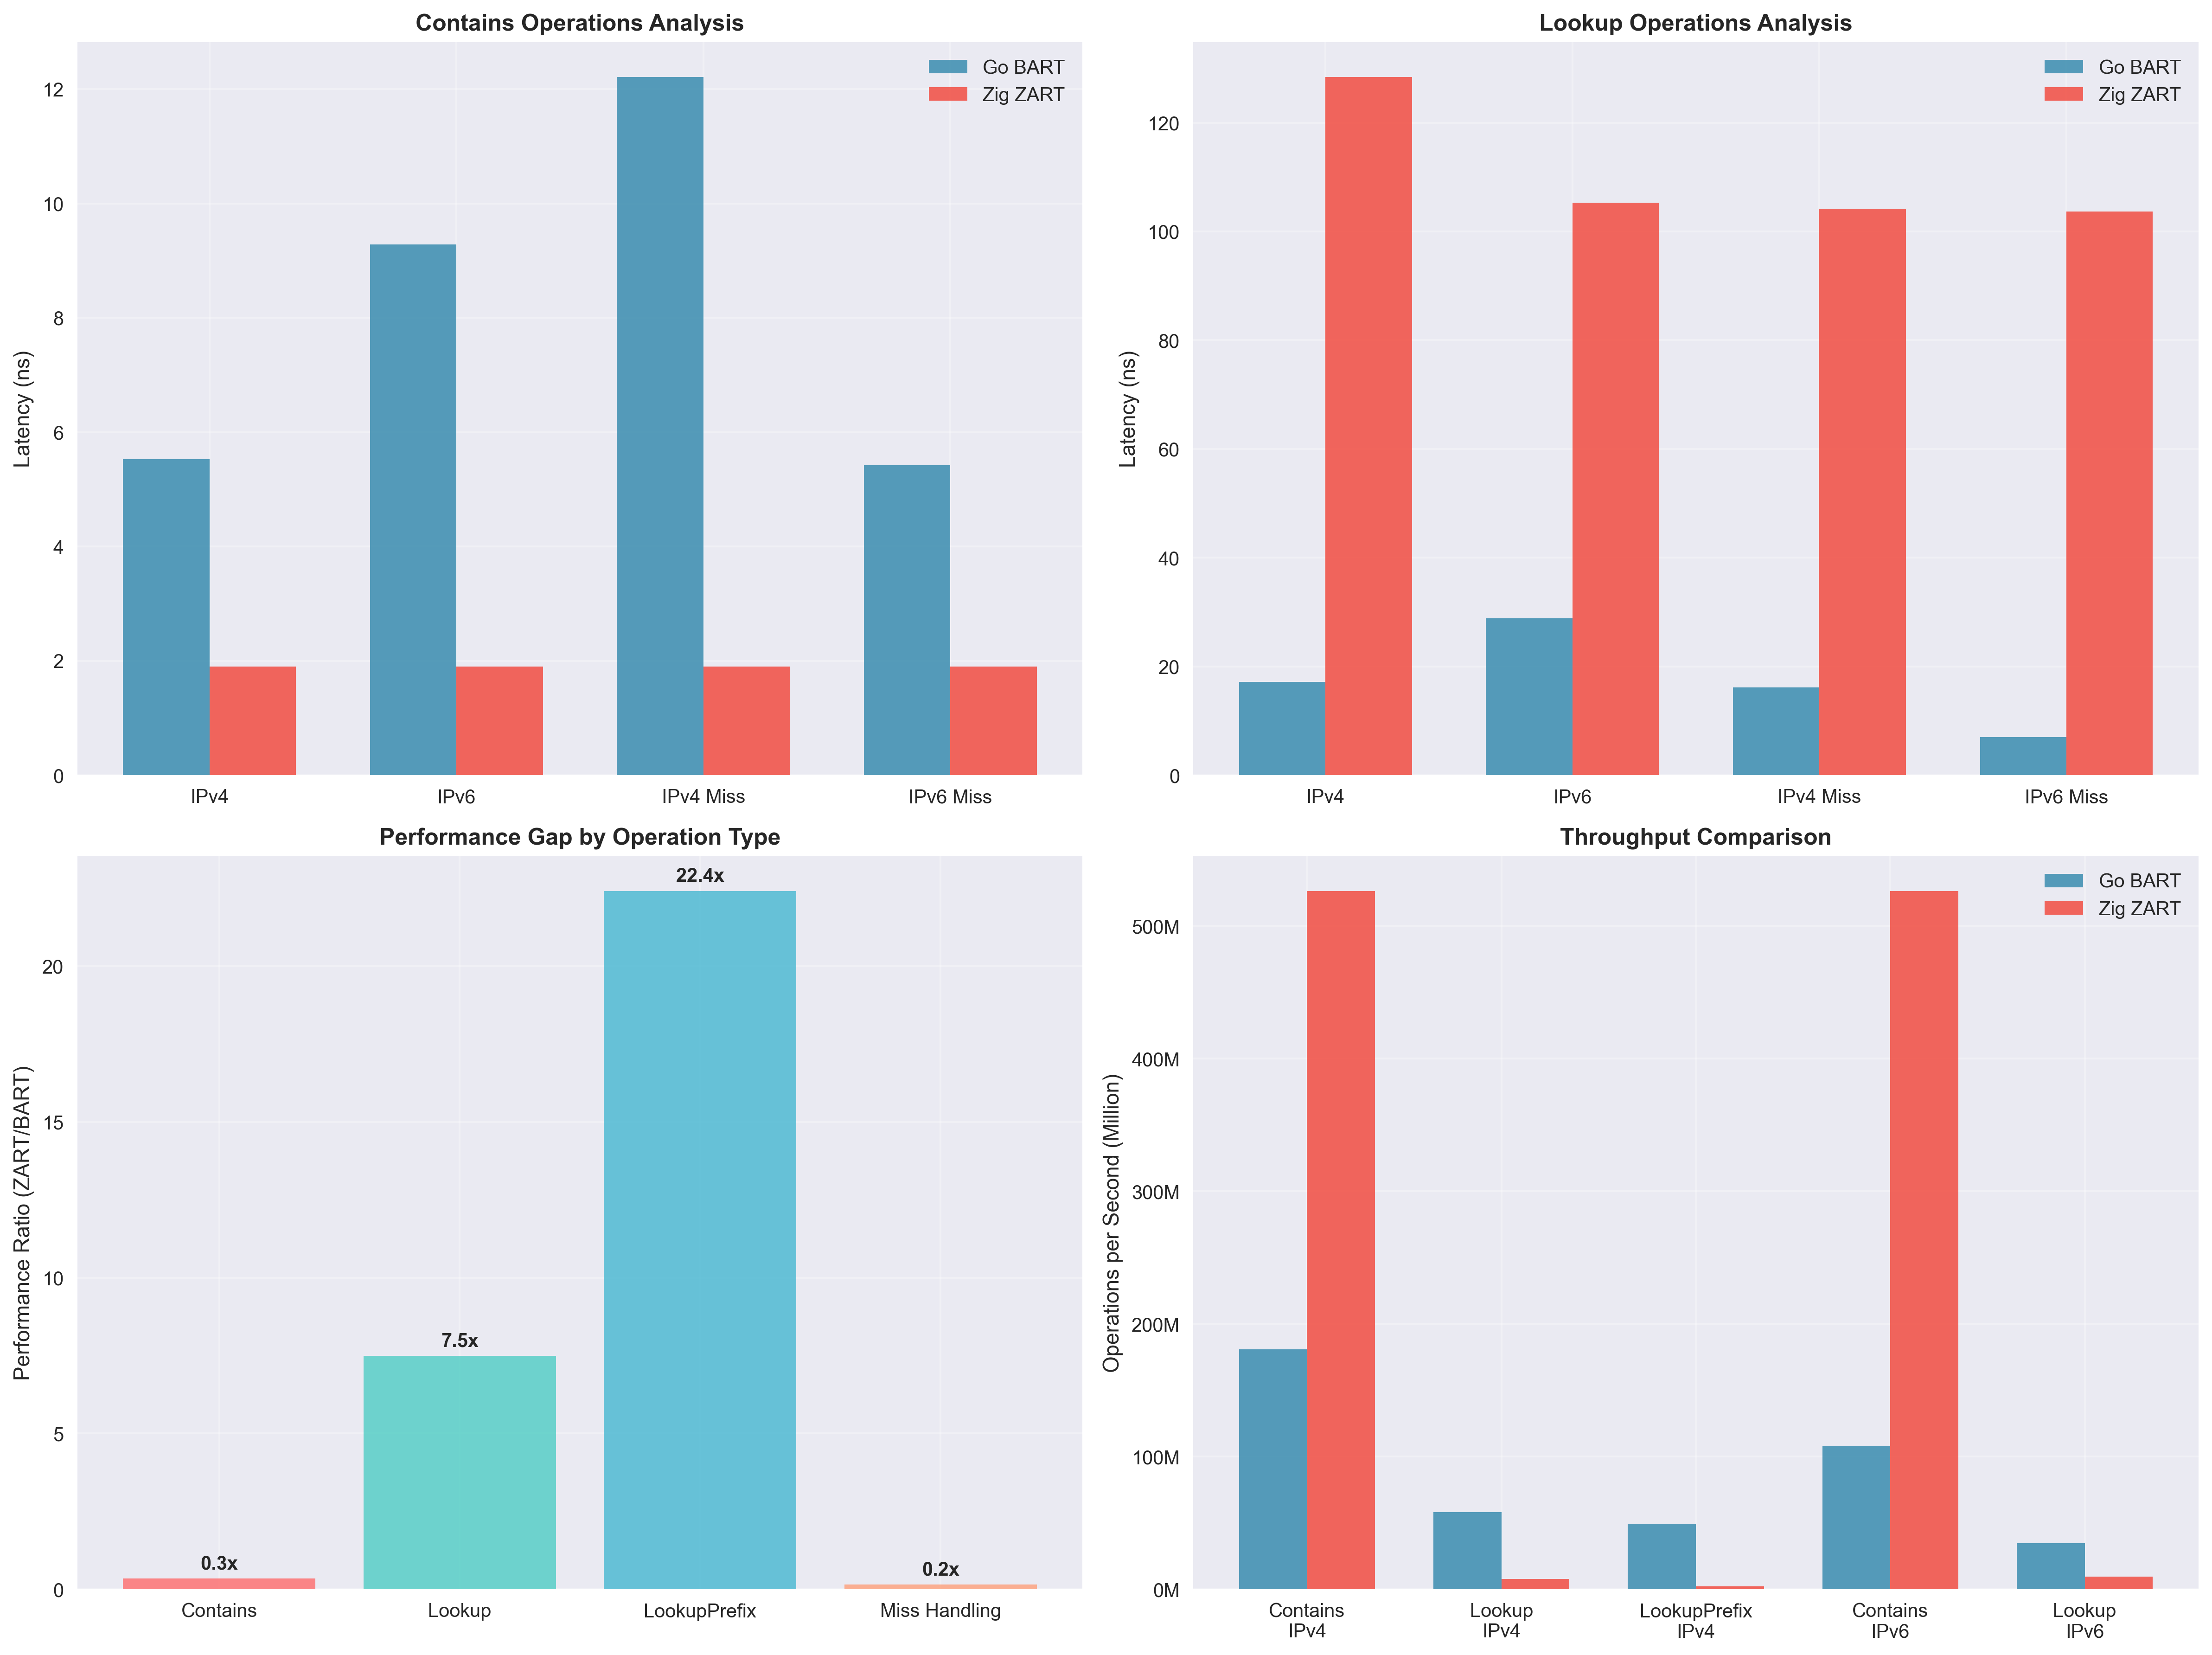 Contains Operations Analysis
Go BART
Zig ZART
Latency (ns)
12
10
8
6
4
2
0
IPv4
IPv6
IPv4 Miss
IPv6 Miss
Lookup Operations Analysis
Go BART
Zig ZART
Latency (ns)
120
100
80
60
40
20
0
IPv4
IPv6
IPv4 Miss
IPv6 Miss
Performance Gap by Operation Type
Performance Ratio (ZART/BART)
20
15
10
5
0
0.3x
7.5x
22.4x
0.2x
Contains
Lookup
LookupPrefix
Miss Handling
Throughput Comparison
Go BART
Zig ZART
Operations per Second (Million)
500M
400M
300M
200M
100M
0M
Contains
IPv4
Lookup
IPv4
LookupPrefix
IPv4
Contains
IPv6
Lookup
IPv6